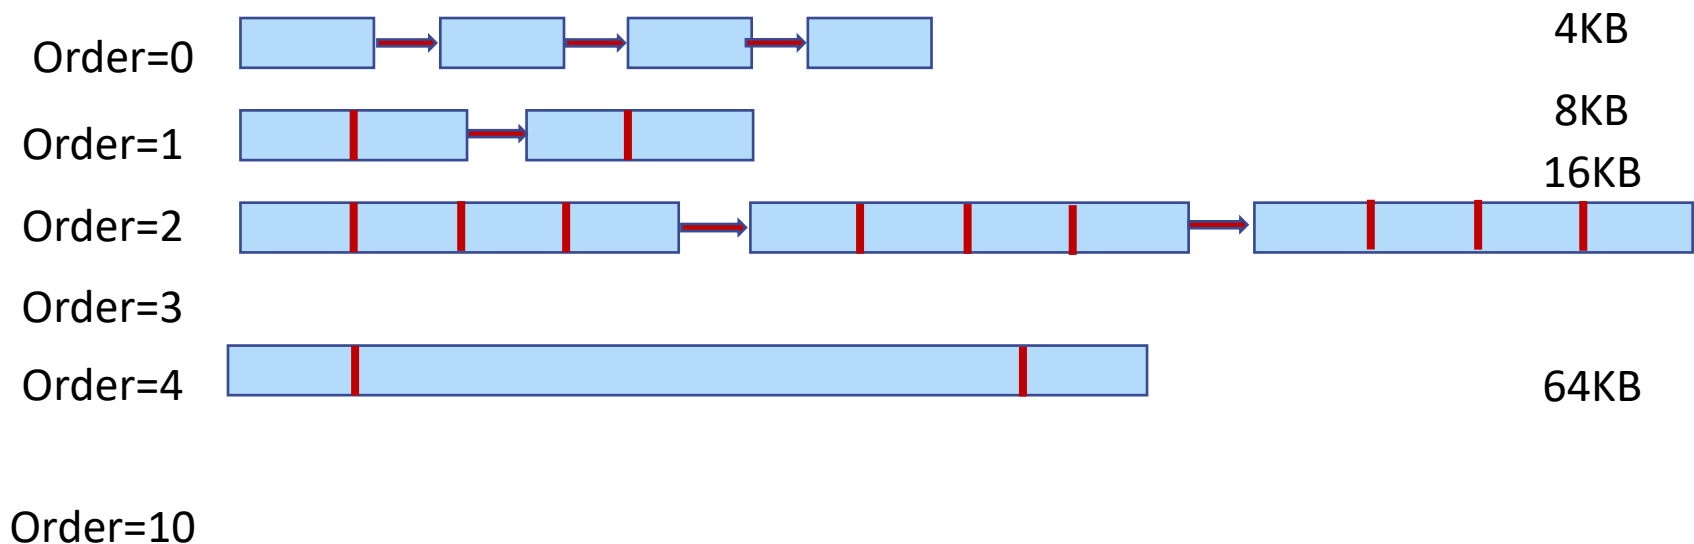 Order=0 4KB
Order=1 8KB
16KB
Order=2
Order=3
Order=4 64KB
Order=10